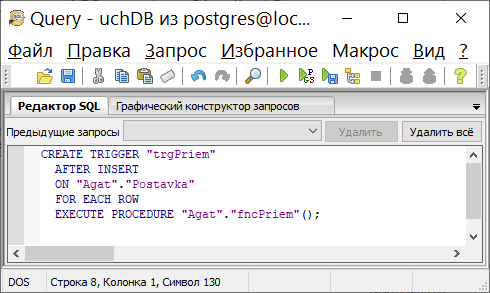 Query - uchDB из postgres@loc...
Файл Правка Запрос Избранное Макрос Вид ?
Редактор SQL Графический конструктор запросов
Предыдущие запросы Удалить Удалить всё
CREATE TRIGGER "trgPriem"
AFTER INSERT
ON "Agat"."Postavka"
FOR EACH ROW
EXECUTE PROCEDURE "Agat"."fncPriem"();
DOS Строка 8, Колонка 1, Символ 130